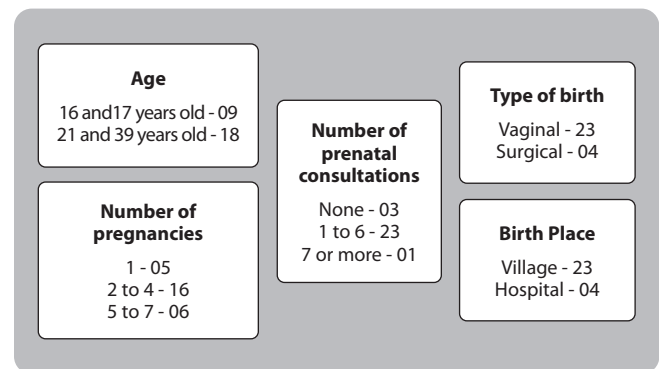 Age
16 and17 years old - 09
21 and 39 years old - 18
Number of
pregnancies
1 - 05
2 to 4 - 16
5 to 7 - 06
Number of
prenatal
consultations
None - 03
1 to 6 - 23
7 or more - 01
Type of birth
Vaginal - 23
Surgical - 04
Birth Place
Village - 23
Hospital - 04